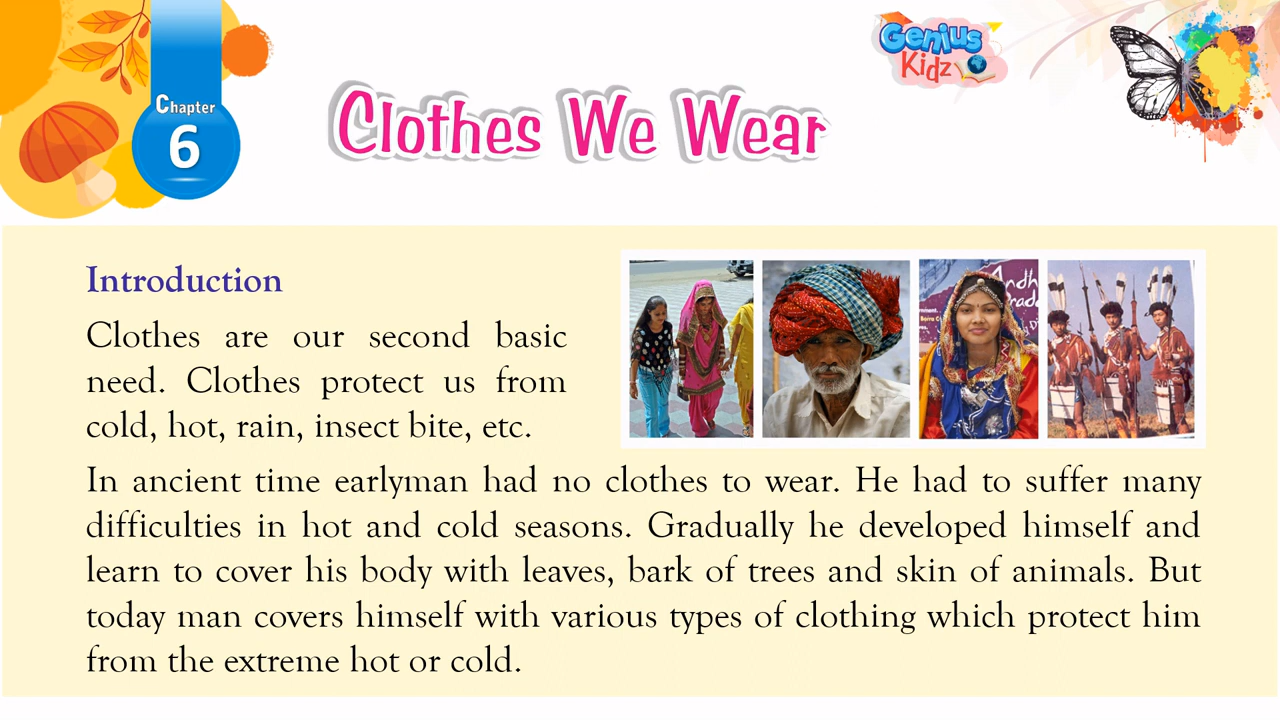 Chapter
6
Clothes We Wear
Genius
Kidz
Introduction
Clothes are our second basic
need. Clothes protect us from
cold, hot, rain, insect bite, etc.
In ancient time earlyman had no clothes to wear. He had to suffer many
difficulties in hot and cold seasons. Gradually he developed himself and
learn to cover his body with leaves, bark of trees and skin of animals. But
today man covers himself with various types of clothing which protect him
from the extreme hot or cold.